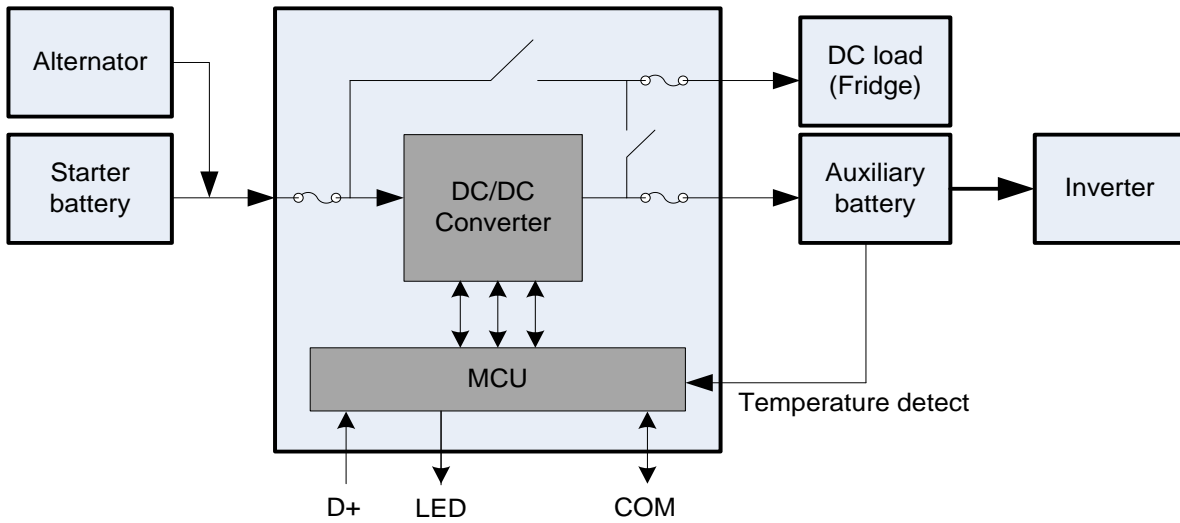 Alternator
DC load
(Fridge)
Starter
battery
DC/DC
Converter
Auxiliary
battery
Inverter
MCU
Temperature detect
D+
LED
COM